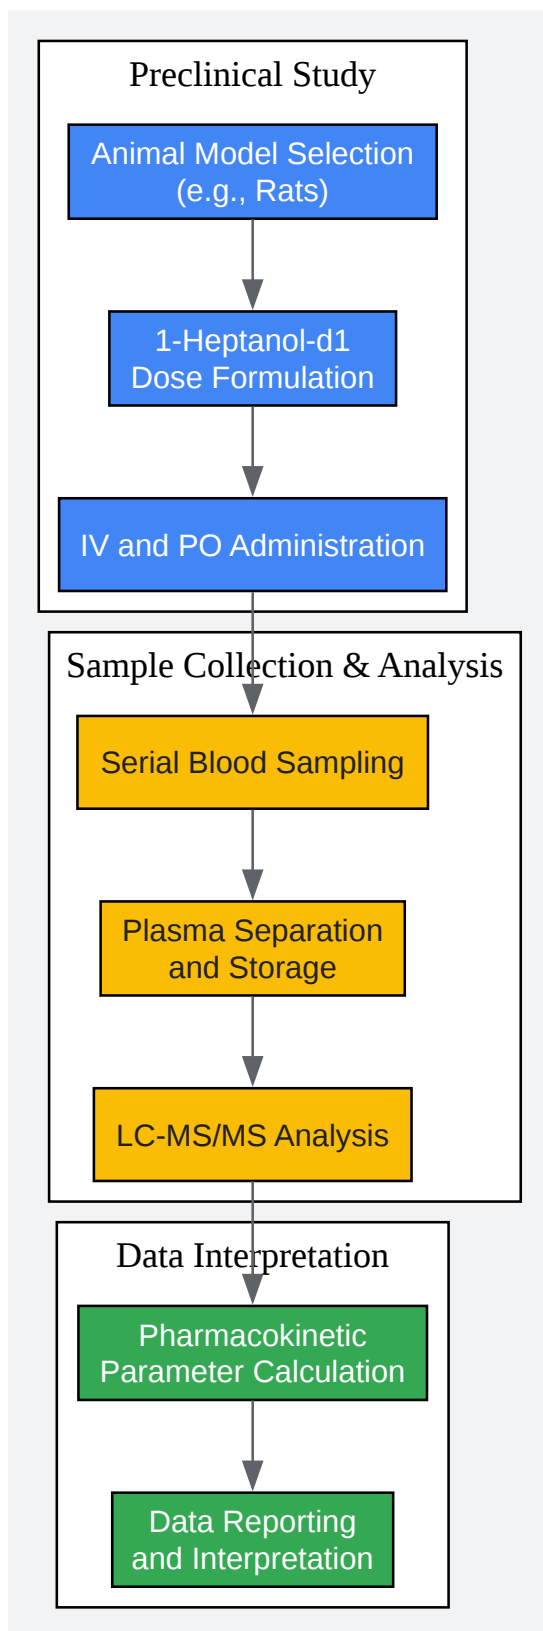 Preclinical Study
Animal Model Selection
(e.g., Rats)
1-Heptanol-d1
Dose Formulation
IV and PO Administration
Sample Collection & Analysis
Serial Blood Sampling
Plasma Separation
and Storage
LC-MS/MS Analysis
Data Interpretation
Pharmacokinetic
Parameter Calculation
Data Reporting
and Interpretation